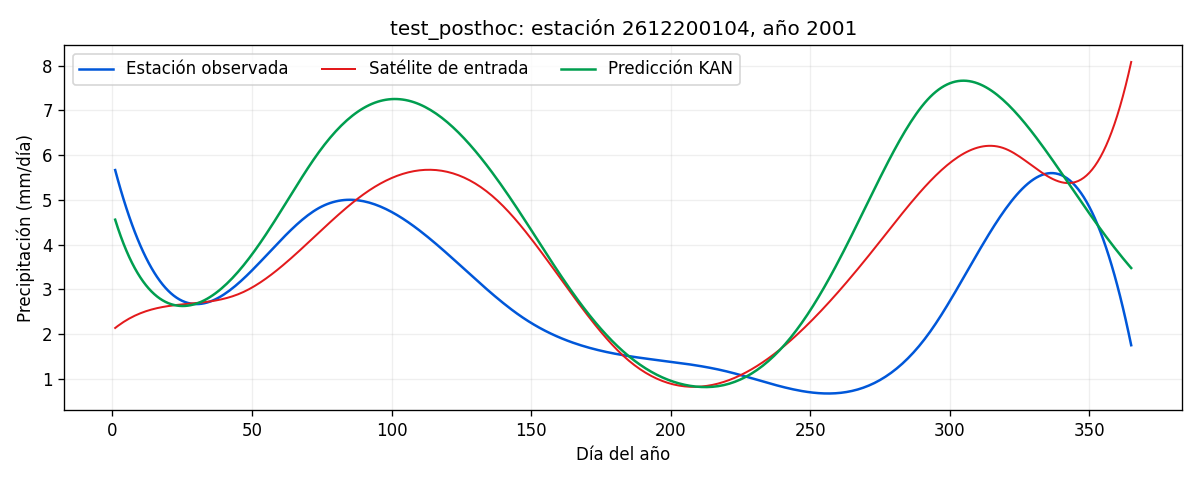 test_posthoc: estación 2612200104, año 2001
Estación observada Satélite de entrada Predicción KAN
Precipitación (mm/día)
8
7
6
5
4
3
2
1
0 50 100 150 200 250 300 350
Día del año